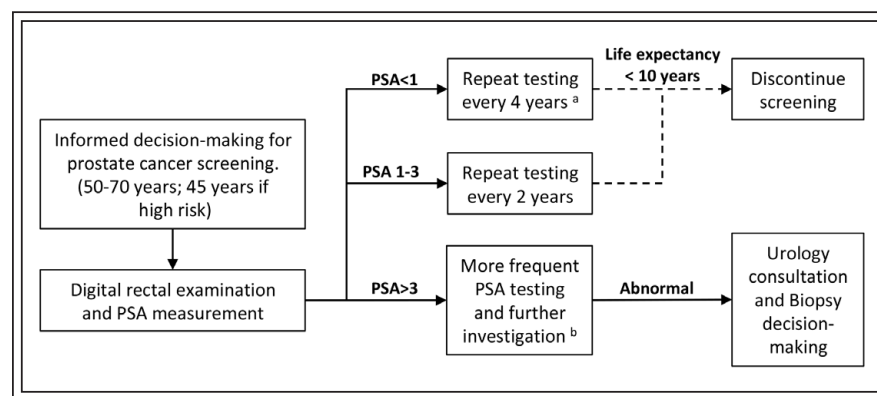 Informed decision-making for
prostate cancer screening.
(50-70 years; 45 years if
high risk)
Digital rectal examination
and PSA measurement
PSA<1
Repeat testing
every 4 years ᵃ
Life expectancy
< 10 years
Discontinue
screening
PSA 1-3
Repeat testing
every 2 years
PSA>3
More frequent
PSA testing
and further
investigation ᵇ
Abnormal
Urology
consultation
and Biopsy
decision-
making